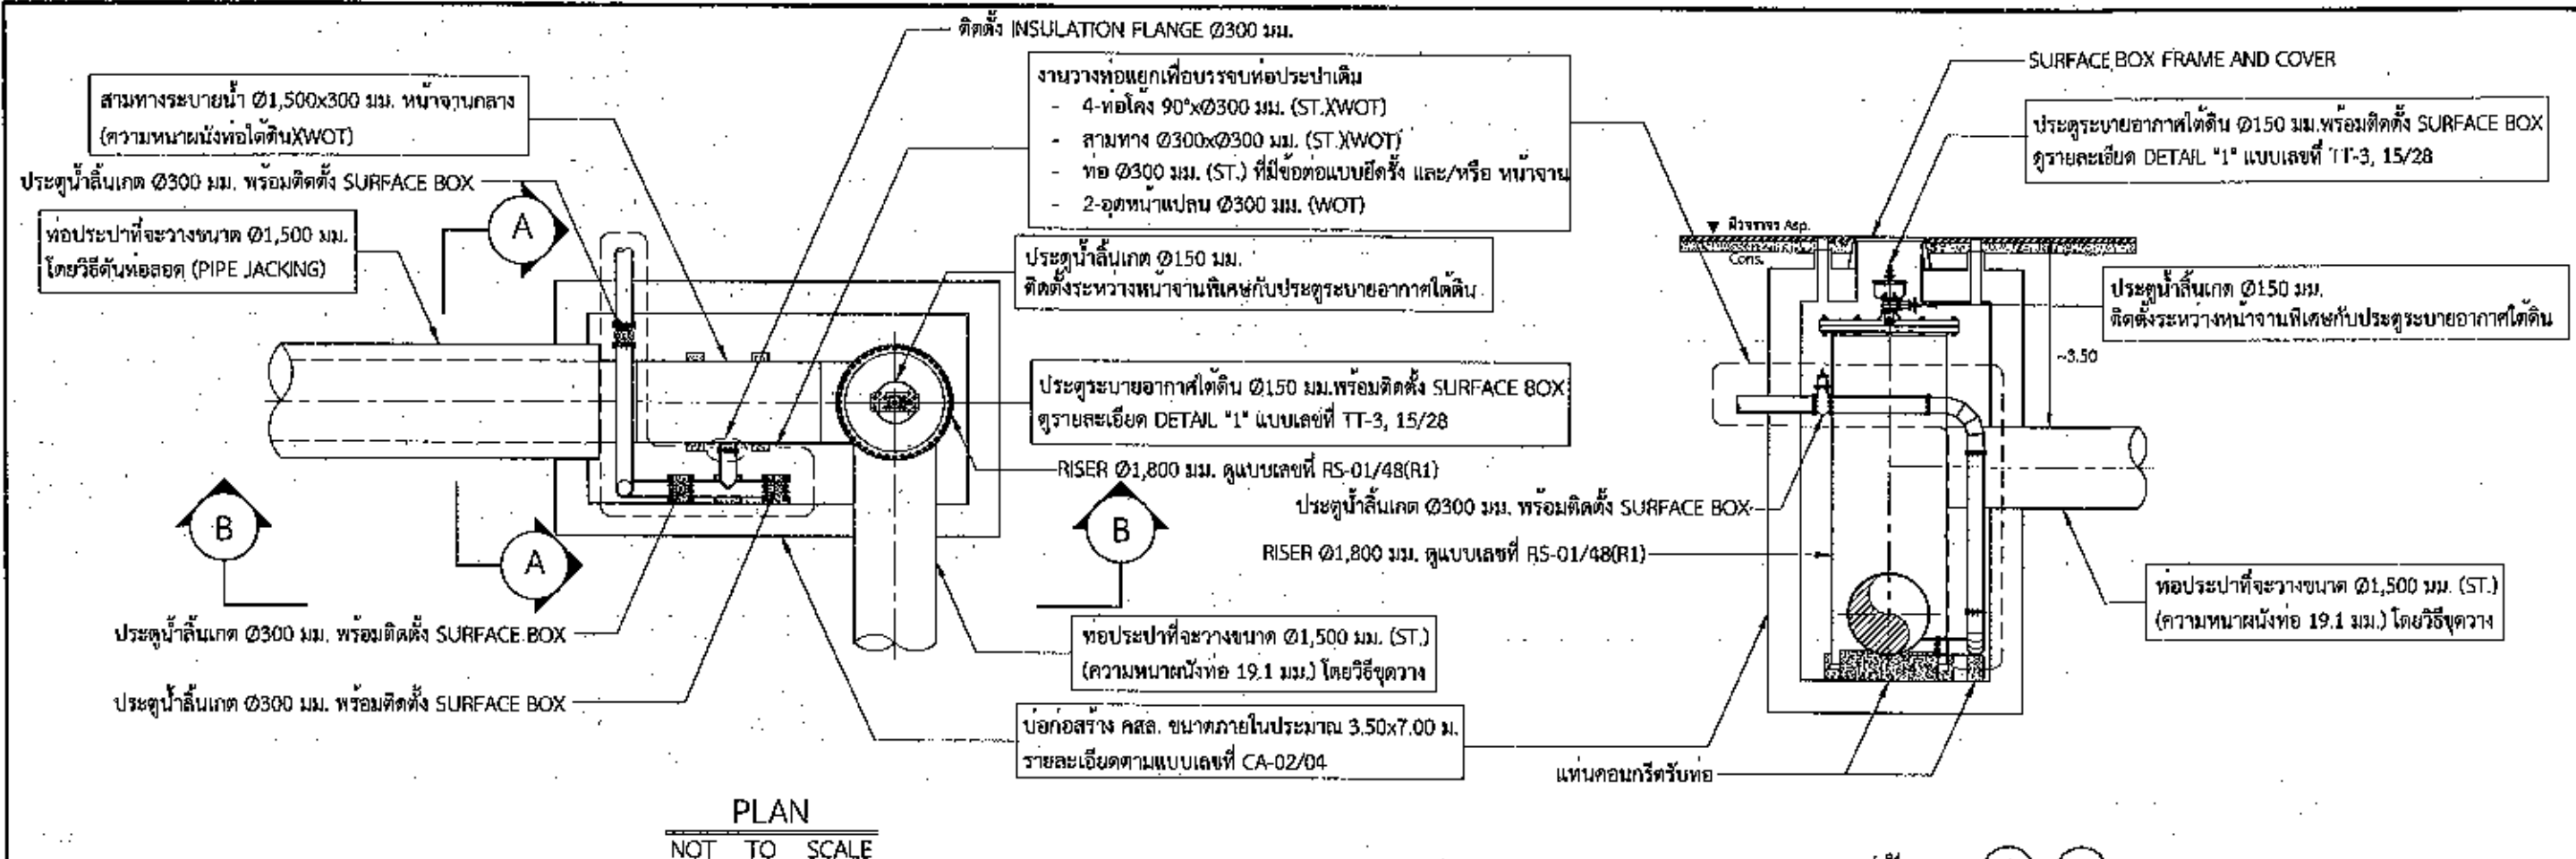 ติดตั้ง INSULATION FLANGE Ø300 มม.
สามทางระบายน้ำ Ø1,500x300 มม. หน้าจานกลาง
(ความหนาผนังท่อใต้ดิน)(WOT)
ประตูน้ำลิ้นเกต Ø300 มม. พร้อมติดตั้ง SURFACE BOX
ท่อประปาที่จะวางขนาด Ø1,500 มม.
โดยวิธีดันท่อลอด (PIPE JACKING)
งานวางท่อแยกเพื่อบรรจบท่อประปาเดิม
- 4-ท่อโค้ง 90°xØ300 มม. (ST.)(WOT)
- สามทาง Ø300xØ300 มม. (ST.)(WOT)
- ท่อ Ø300 มม. (ST.) ที่มีข้อต่อแบบยึดรั้ง และ/หรือ หน้าจาน
- 2-อุดหน้าแปลน Ø300 มม. (WOT)
ประตูน้ำลิ้นเกต Ø150 มม.
ติดตั้งระหว่างหน้าจานพิเศษกับประตูระบายอากาศใต้ดิน
ประตูระบายอากาศใต้ดิน Ø150 มม.พร้อมติดตั้ง SURFACE BOX
ดูรายละเอียด DETAIL "1" แบบเลขที่ TT-3, 15/28
RISER Ø1,800 มม. ดูแบบเลขที่ RS-01/48(R1)
A
A
B
B
ประตูน้ำลิ้นเกต Ø300 มม. พร้อมติดตั้ง SURFACE BOX
ประตูน้ำลิ้นเกต Ø300 มม. พร้อมติดตั้ง SURFACE BOX
ท่อประปาที่จะวางขนาด Ø1,500 มม. (ST.)
(ความหนาผนังท่อ 19.1 มม.) โดยวิธีขุดวาง
บ่อก่อสร้าง คสล. ขนาดภายในประมาณ 3.50x7.00 ม.
รายละเอียดตามแบบเลขที่ CA-02/04
PLAN
NOT TO SCALE
SURFACE BOX FRAME AND COVER
ประตูระบายอากาศใต้ดิน Ø150 มม.พร้อมติดตั้ง SURFACE BOX
ดูรายละเอียด DETAIL "1" แบบเลขที่ TT-3, 15/28
ผิวจราจร Asp.
Cons.
ประตูน้ำลิ้นเกต Ø150 มม.
ติดตั้งระหว่างหน้าจานพิเศษกับประตูระบายอากาศใต้ดิน
~3.50
ประตูน้ำลิ้นเกต Ø300 มม. พร้อมติดตั้ง SURFACE BOX
RISER Ø1,800 มม. ดูแบบเลขที่ RS-01/48(R1)
ท่อประปาที่จะวางขนาด Ø1,500 มม. (ST.)
(ความหนาผนังท่อ 19.1 มม.) โดยวิธีขุดวาง
แท่นคอนกรีตรับท่อ